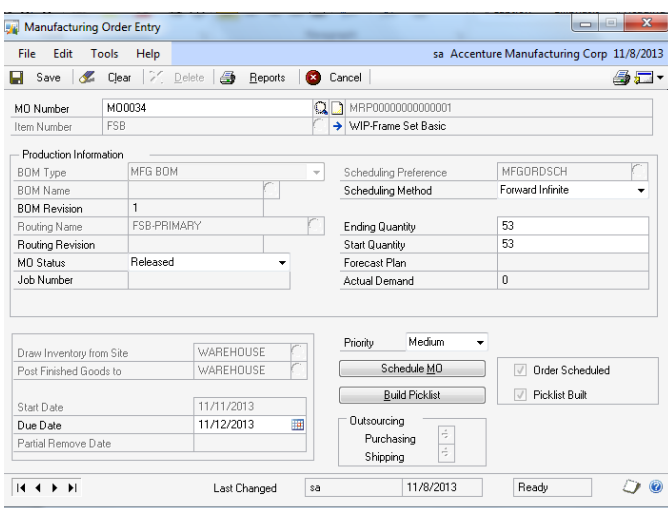 Manufacturing Order Entry
File Edit Tools Help sa Accenture Manufacturing Corp 11/8/2013
Save Clear Delete Reports Cancel
MO Number MO0034 MRP00000000000001
Item Number FSB WIP-Frame Set Basic
Production Information
BOM Type MFG BOM Scheduling Preference MFGORDSCH
BOM Name Scheduling Method Forward Infinite
BOM Revision 1
Routing Name FSB-PRIMARY Ending Quantity 53
Routing Revision Start Quantity 53
MO Status Released Forecast Plan
Job Number Actual Demand 0
Priority Medium
Draw Inventory from Site WAREHOUSE Schedule MO Order Scheduled
Post Finished Goods to WAREHOUSE
Build Picklist Picklist Built
Start Date 11/11/2013
Due Date 11/12/2013 Outsourcing
Partial Remove Date Purchasing
Shipping
Last Changed sa 11/8/2013 Ready